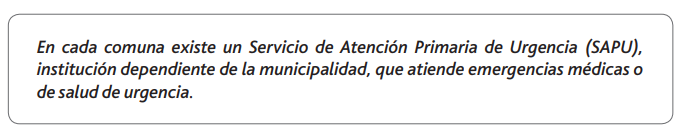 En cada comuna existe un Servicio de Atención Primaria de Urgencia (SAPU),
institución dependiente de la municipalidad, que atiende emergencias médicas o
de salud de urgencia.